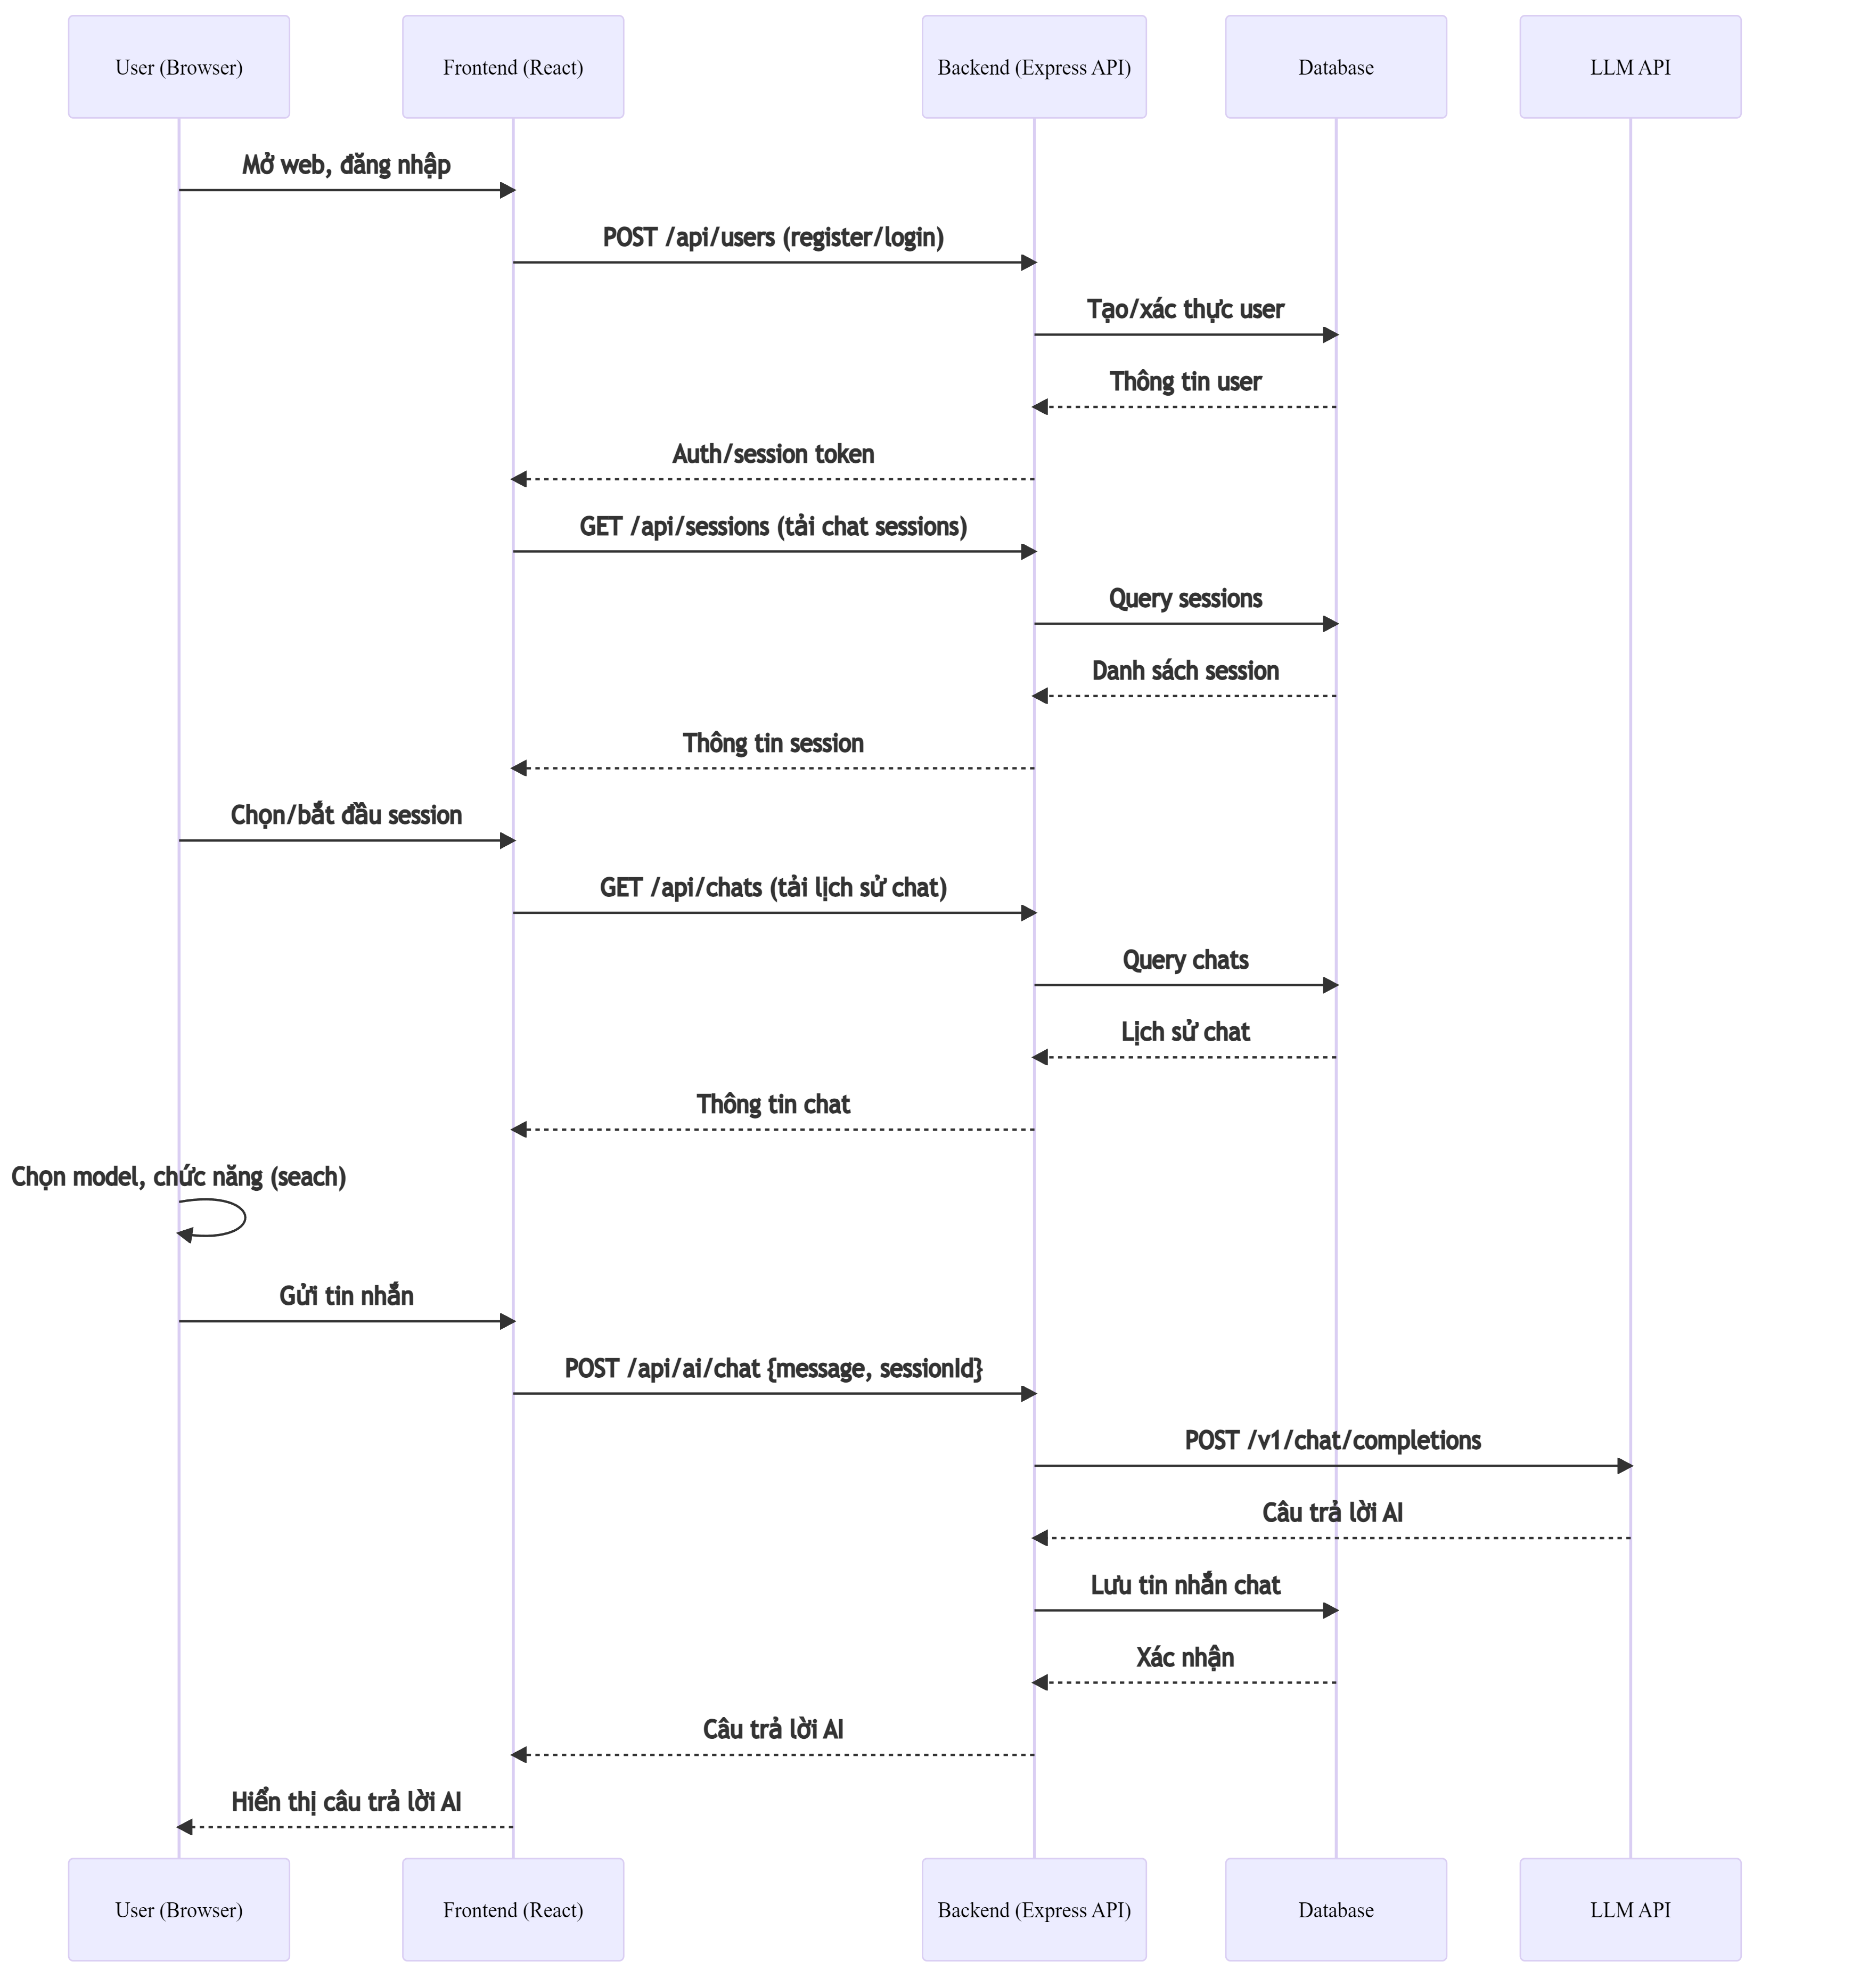 User (Browser)
Frontend (React)
Backend (Express API)
Database
LLM API
Mở web, đăng nhập
POST /api/users (register/login)
Tạo/xác thực user
Thông tin user
Auth/session token
GET /api/sessions (tải chat sessions)
Query sessions
Danh sách session
Thông tin session
Chọn/bắt đầu session
GET /api/chats (tải lịch sử chat)
Query chats
Lịch sử chat
Thông tin chat
Chọn model, chức năng (seach)
Gửi tin nhắn
POST /api/ai/chat {message, sessionId}
POST /v1/chat/completions
Câu trả lời AI
Lưu tin nhắn chat
Xác nhận
Câu trả lời AI
Hiển thị câu trả lời AI
User (Browser)
Frontend (React)
Backend (Express API)
Database
LLM API